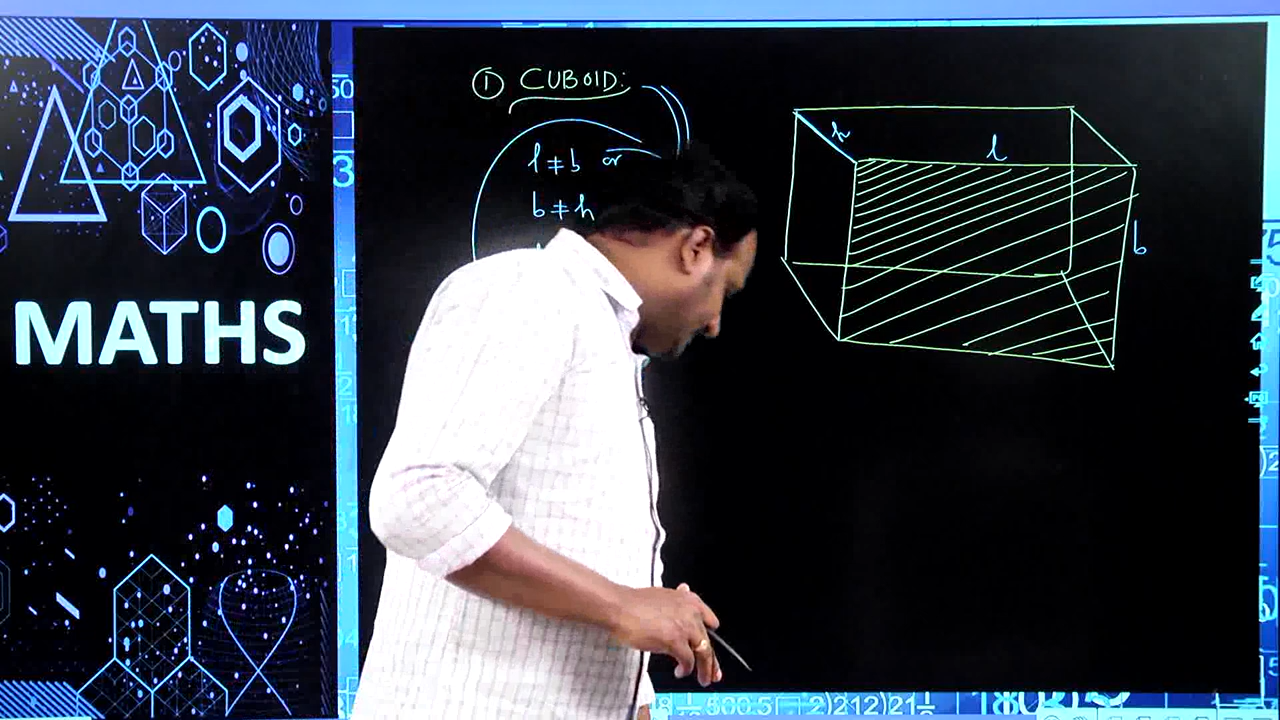 ① CUBOID:
l ≠ b or
b ≠ h
h
l
b
MATHS